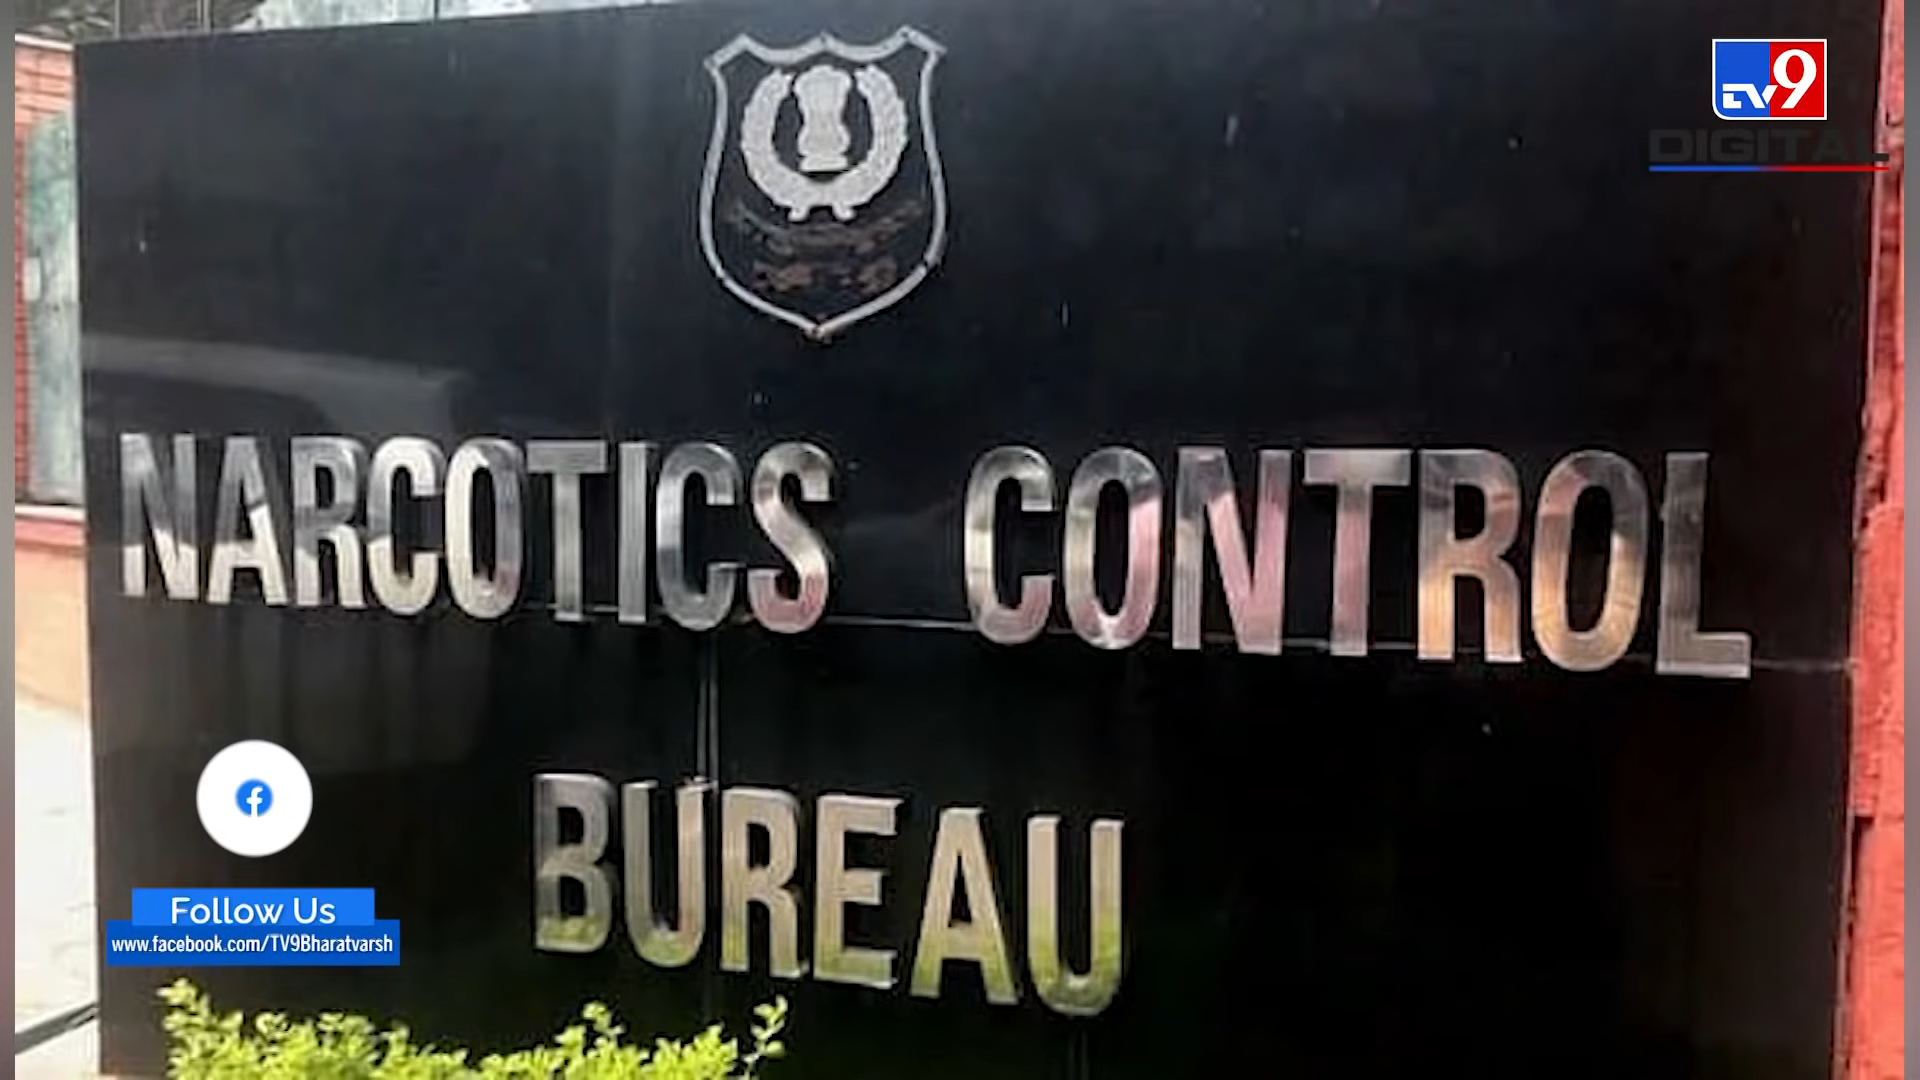 TV9
DIGITAL
NARCOTICS CONTROL
BUREAU
Follow Us
www.facebook.com/TV9Bharatvarsh